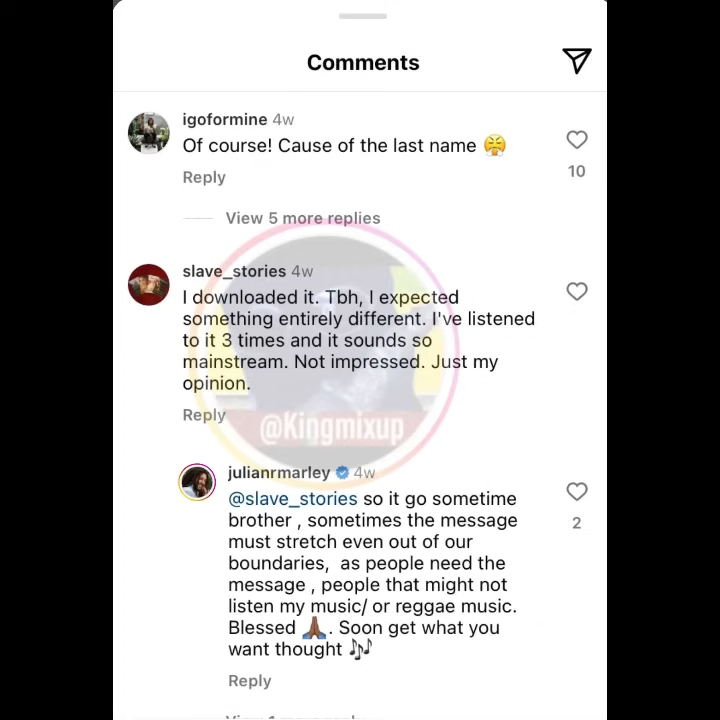 Comments
igoformine 4w
Of course! Cause of the last name 😤
10
Reply
View 5 more replies
slave_stories 4w
I downloaded it. Tbh, I expected
something entirely different. I've listened
to it 3 times and it sounds so
mainstream. Not impressed. Just my
opinion.
Reply
@Kingmixup
julianrmarley 4w
@slave_stories so it go sometime
brother , sometimes the message
must stretch even out of our
boundaries,  as people need the
message , people that might not
listen my music/ or reggae music.
Blessed 🙏🏾. Soon get what you
want thought 🎶
2
Reply